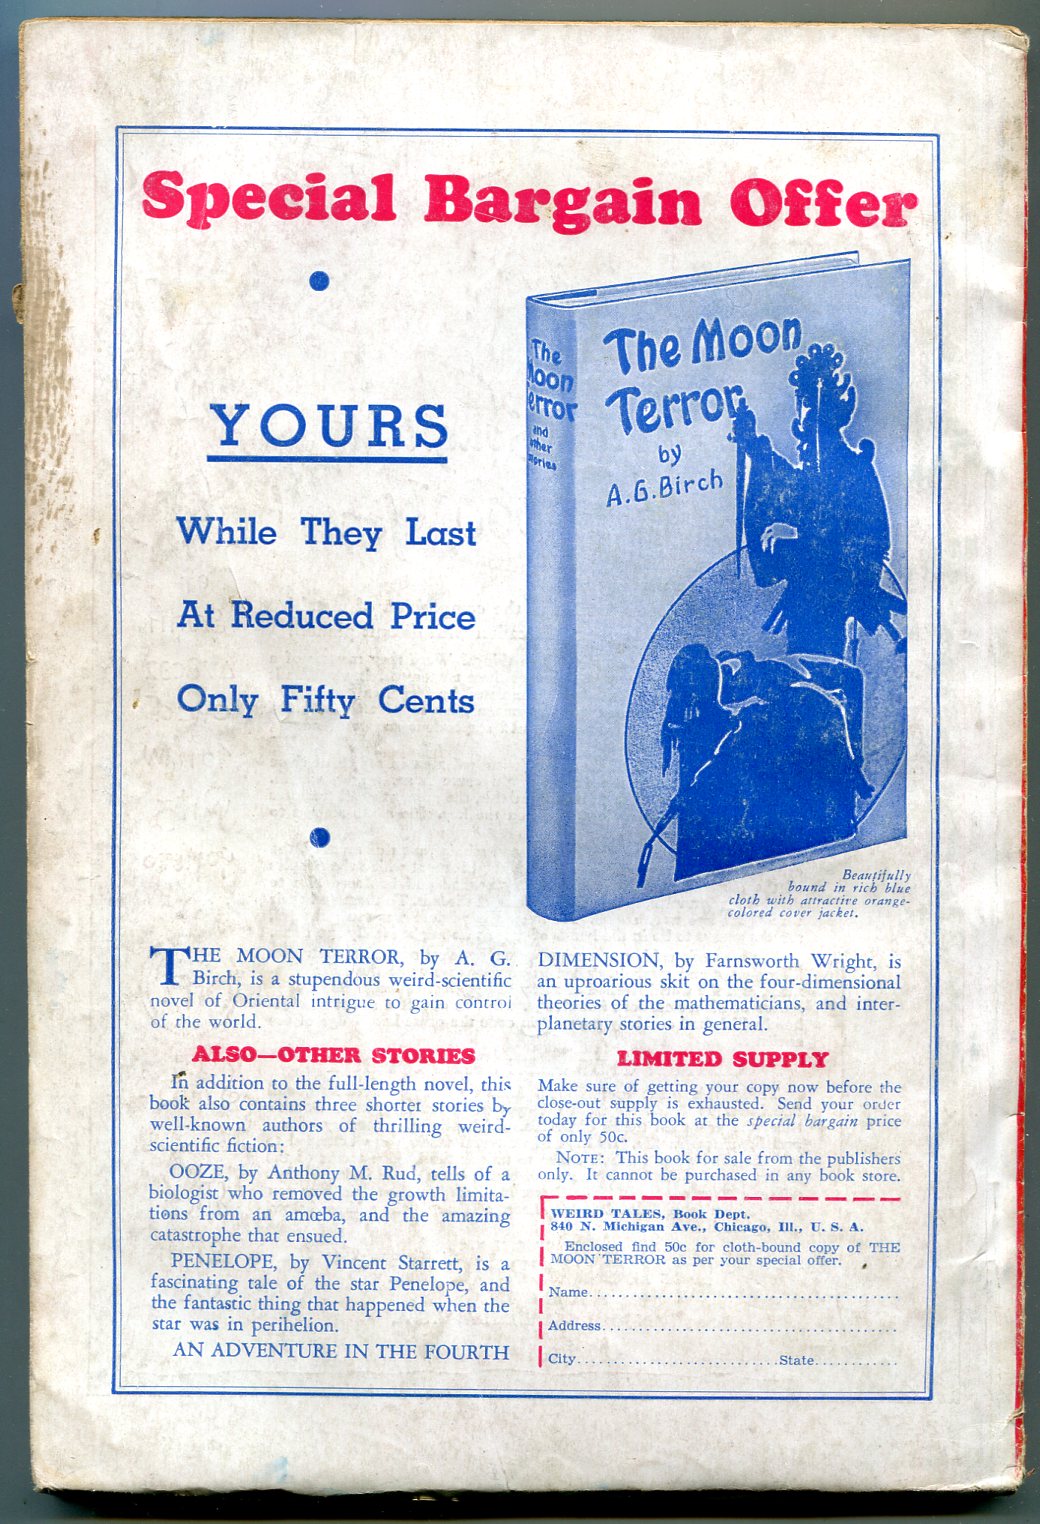 Special Bargain Offer
YOURS
While They Last
At Reduced Price
Only Fifty Cents
The
Moon
Terror
and
other
stories
The Moon
Terror
by
A.G.Birch
Beautifully
bound in rich blue
cloth with attractive orange-
colored cover jacket.
THE MOON TERROR, by A. G.
Birch, is a stupendous weird-scientific
novel of Oriental intrigue to gain control
of the world.
ALSO—OTHER STORIES
In addition to the full-length novel, this
book also contains three shorter stories by
well-known authors of thrilling weird-
scientific fiction:
OOZE, by Anthony M. Rud, tells of a
biologist who removed the growth limita-
tions from an amœba, and the amazing
catastrophe that ensued.
PENELOPE, by Vincent Starrett, is a
fascinating tale of the star Penelope, and
the fantastic thing that happened when the
star was in perihelion.
AN ADVENTURE IN THE FOURTH
DIMENSION, by Farnsworth Wright, is
an uproarious skit on the four-dimensional
theories of the mathematicians, and inter-
planetary stories in general.
LIMITED SUPPLY
Make sure of getting your copy now before the
close-out supply is exhausted. Send your order
today for this book at the special bargain price
of only 50c.
NOTE: This book for sale from the publishers
only. It cannot be purchased in any book store.
WEIRD TALES, Book Dept.
840 N. Michigan Ave., Chicago, Ill., U. S. A.
Enclosed find 50c for cloth-bound copy of THE
MOON TERROR as per your special offer.
Name
Address
City State